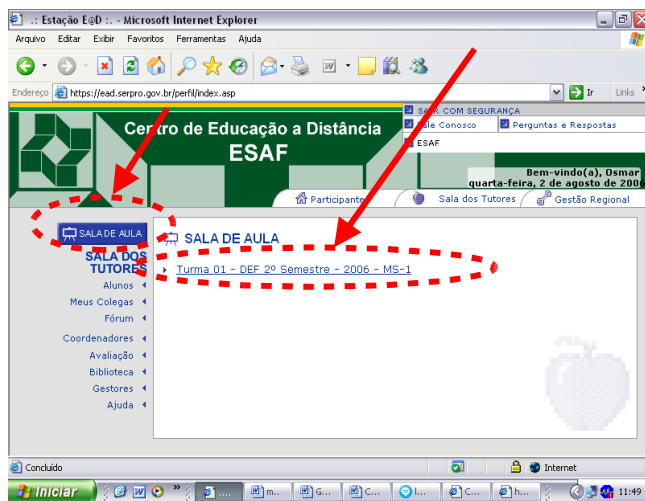 .: Estação E@D :. - Microsoft Internet Explorer
Arquivo Editar Exibir Favoritos Ferramentas Ajuda
Endereço https://ead.serpro.gov.br/perfil/index.asp Ir Links
SAIR COM SEGURANÇA
Fale Conosco Perguntas e Respostas
ESAF
Centro de Educação a Distância
ESAF
Bem-vindo(a), Osmar
quarta-feira, 2 de agosto de 2006
Participante Sala dos Tutores Gestão Regional
SALA DE AULA
SALA DOS
TUTORES
Alunos
Meus Colegas
Fórum
Coordenadores
Avaliação
Biblioteca
Gestores
Ajuda
SALA DE AULA
Turma 01 - DEF 2º Semestre - 2006 - MS-1
Concluído Internet
Iniciar » .... m... G... C... I... C... h... 11:49